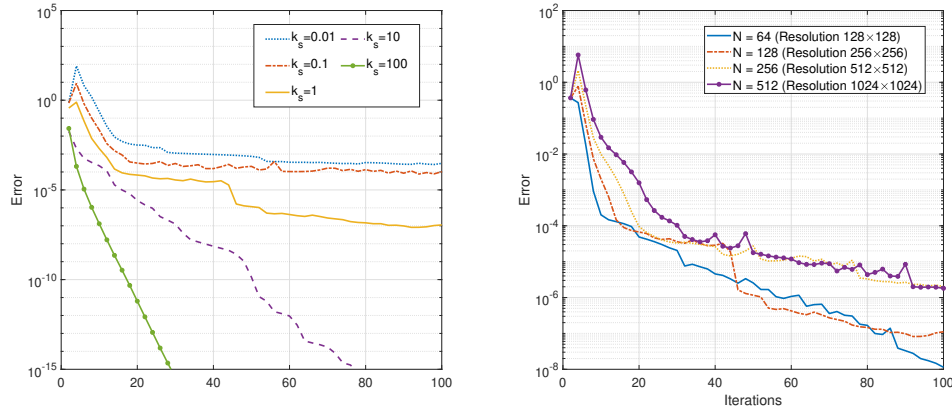 k_s=0.01
k_s=10
k_s=0.1
k_s=100
k_s=1
Error
10^5
10^0
10^-5
10^-10
10^-15
0
20
40
60
80
100
N = 64 (Resolution 128×128)
N = 128 (Resolution 256×256)
N = 256 (Resolution 512×512)
N = 512 (Resolution 1024×1024)
Error
10^2
10^0
10^-2
10^-4
10^-6
10^-8
0
20
40
60
80
100
Iterations